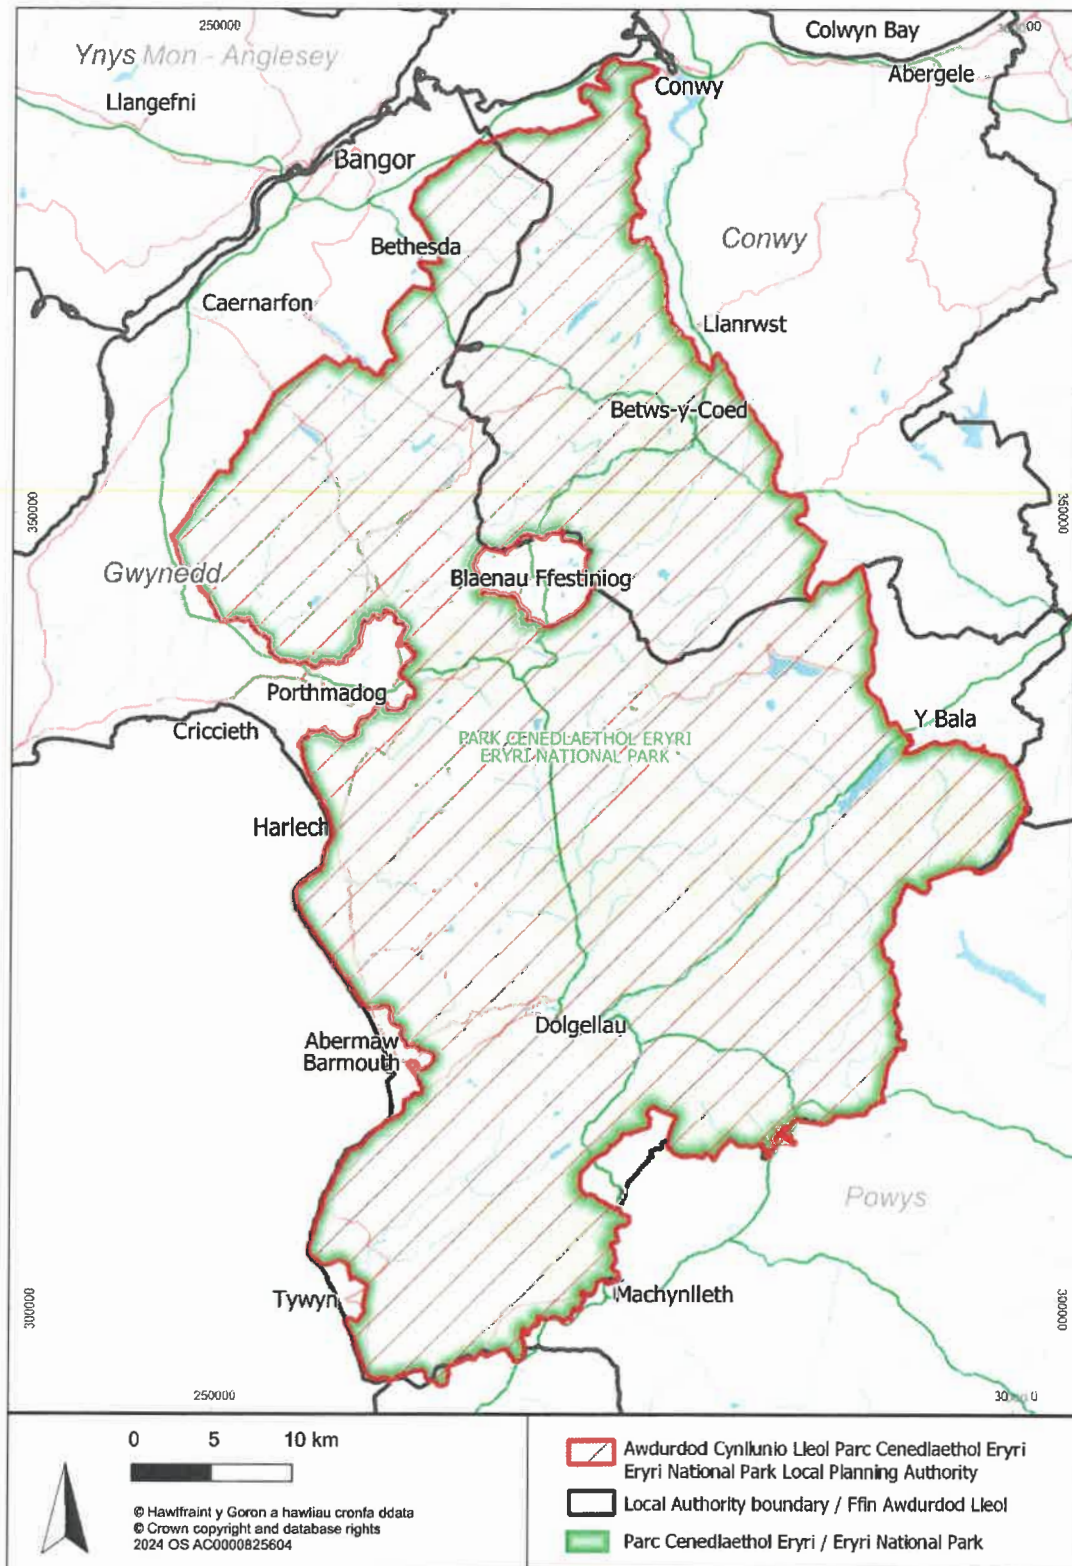 250000
Colwyn Bay
Ynys Mon - Anglesey
Abergele
Conwy
Llangefni
Bangor
Bethesda
Conwy
Caernarfon
Llanrwst
Betws-y-Coed
350000
350000
Gwynedd
Blaenau Ffestiniog
Porthmadog
Criccieth
Y Bala
PARK CENEDLAETHOL ERYRI
ERYRI NATIONAL PARK
Harlech
Dolgellau
Abermaw
Barmouth
Powys
Tywyn
Machynlleth
300000
300000
250000
0 5 10 km
© Hawlfraint y Goron a hawliau cronfa ddata
© Crown copyright and database rights
2024 OS AC0000825604
Awdurdod Cynllunio Lleol Parc Cenedlaethol Eryri
Eryri National Park Local Planning Authority
Local Authority boundary / Ffin Awdurdod Lleol
Parc Cenedlaethol Eryri / Eryri National Park